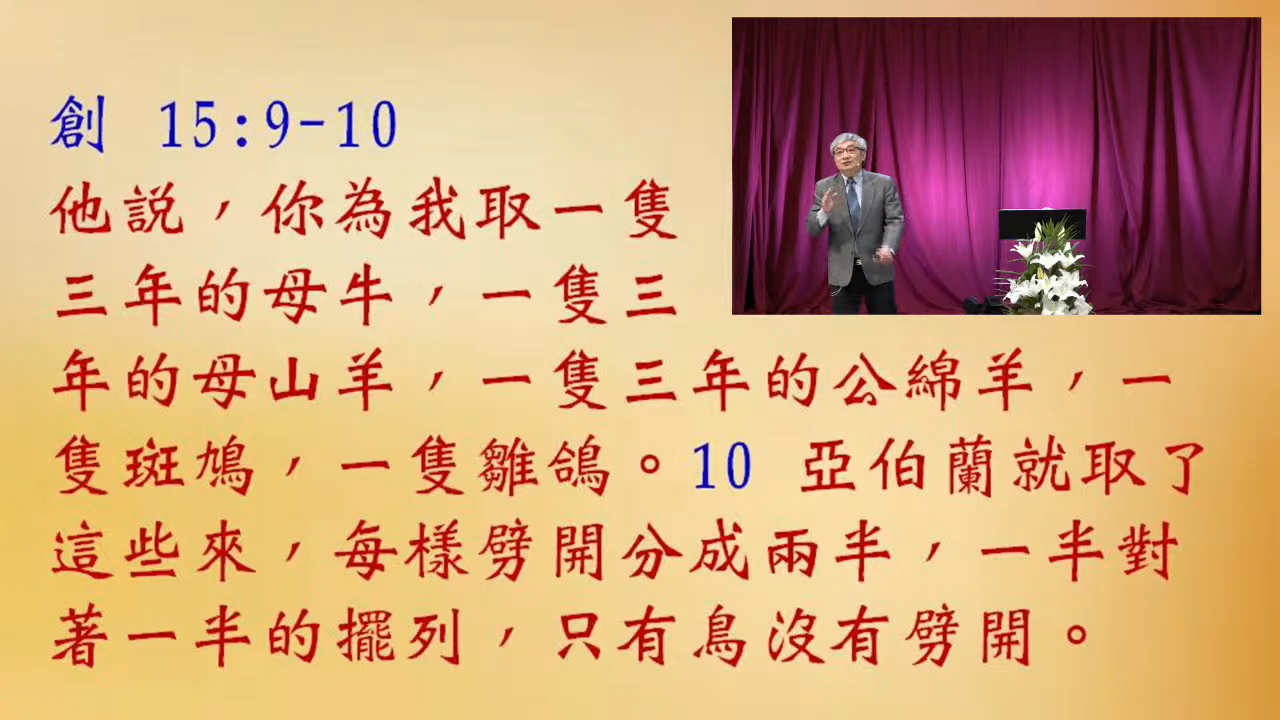 創 15:9-10
他説，你為我取一隻
三年的母牛，一隻三
年的母山羊，一隻三年的公綿羊，一
隻斑鳩，一隻雛鴿。10 亞伯蘭就取了
這些來，每樣劈開分成兩半，一半對
著一半的擺列，只有鳥沒有劈開。